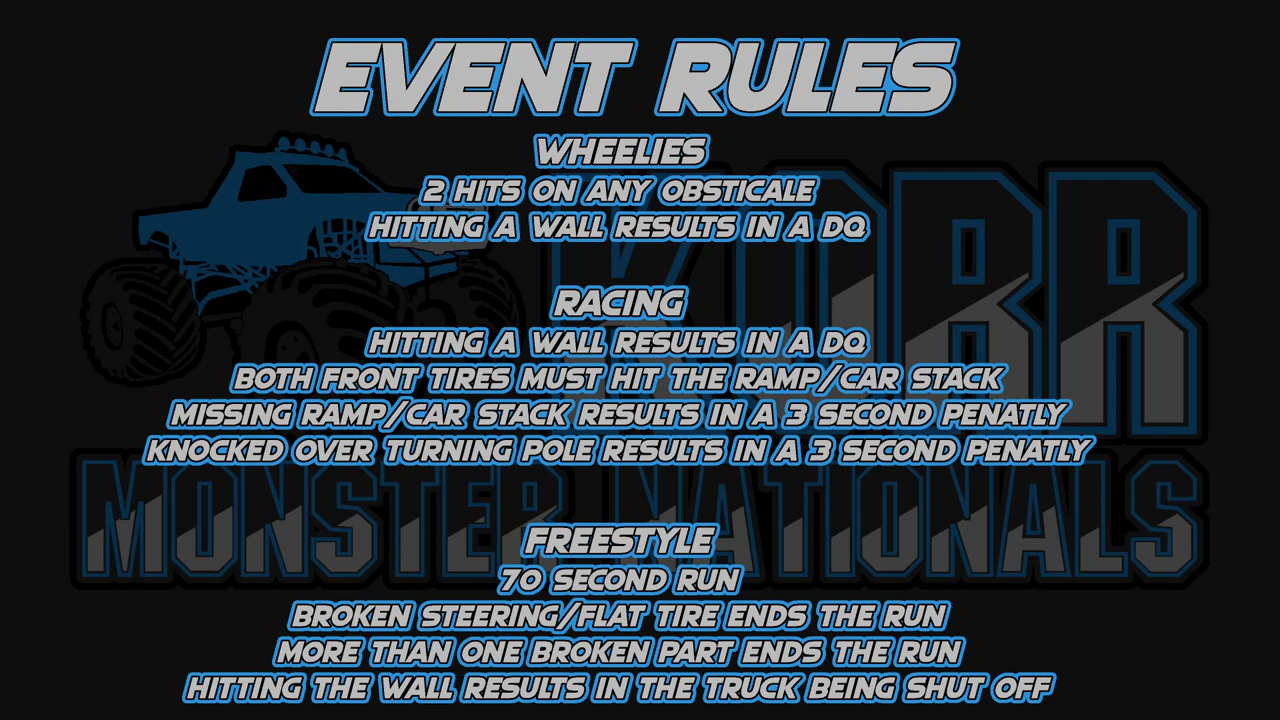 EVENT RULES
WHEELIES
2 HITS ON ANY OBSTICALE
HITTING A WALL RESULTS IN A DQ
RACING
HITTING A WALL RESULTS IN A DQ
BOTH FRONT TIRES MUST HIT THE RAMP/CAR STACK
MISSING RAMP/CAR STACK RESULTS IN A 3 SECOND PENATLY
KNOCKED OVER TURNING POLE RESULTS IN A 3 SECOND PENATLY
FREESTYLE
70 SECOND RUN
BROKEN STEERING/FLAT TIRE ENDS THE RUN
MORE THAN ONE BROKEN PART ENDS THE RUN
HITTING THE WALL RESULTS IN THE TRUCK BEING SHUT OFF
MONSTER NATIONALS